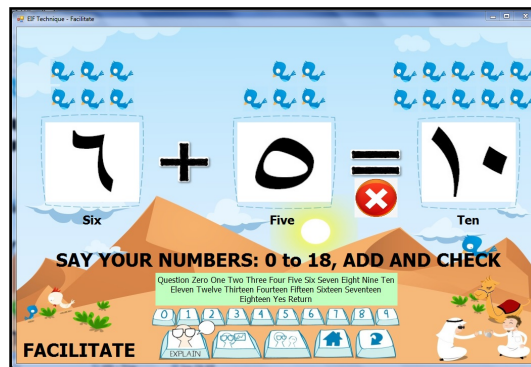 EIF Technique - Facilitate
٦ + ٥ = ١٠
Six Five Ten
SAY YOUR NUMBERS: 0 to 18, ADD AND CHECK
Question Zero One Two Three Four Five Six Seven Eight Nine Ten
Eleven Twelve Thirteen Fourteen Fifteen Sixteen Seventeen
Eighteen Yes Return
0 1 2 3 4 5 6 7 8 9
EXPLAIN
FACILITATE